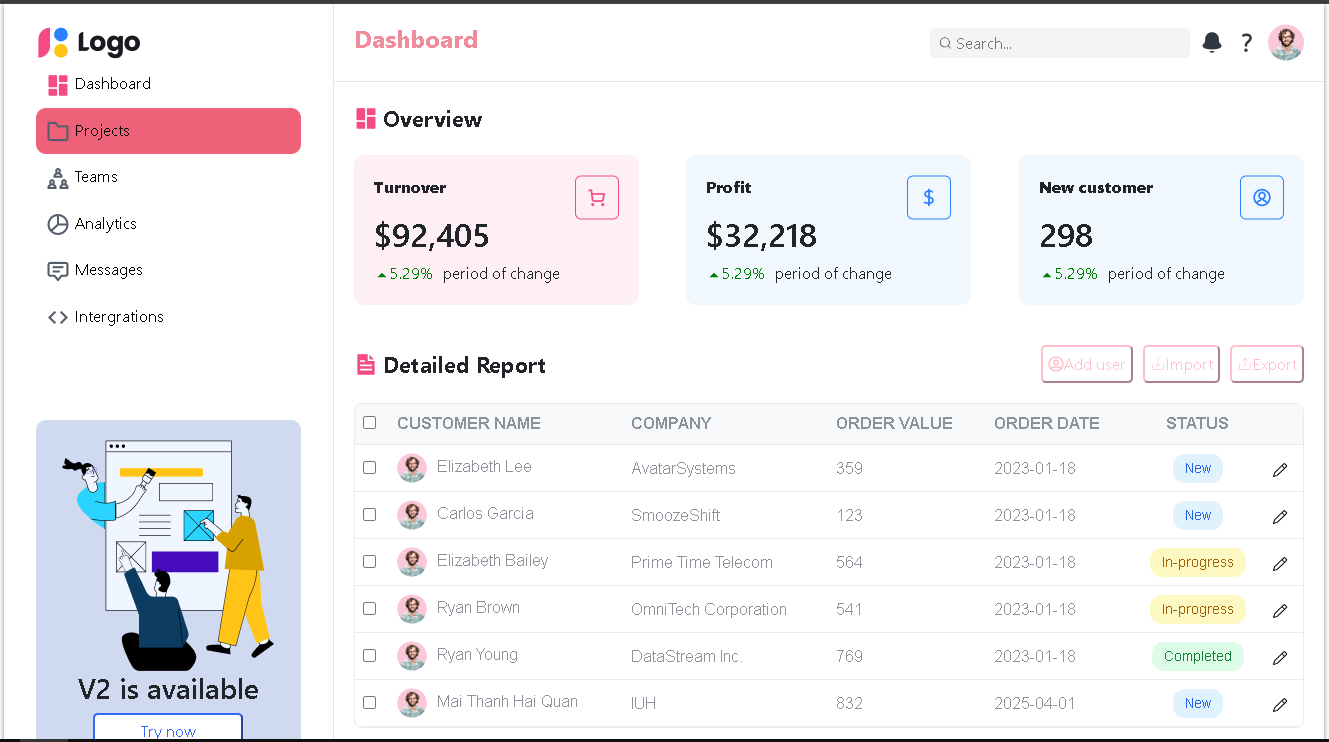 Logo
Dashboard
Projects
Teams
Analytics
Messages
Intergrations
V2 is available
Try now
Dashboard
Search...
?
Overview
Turnover
$92,405
5.29% period of change
Profit
$
$32,218
5.29% period of change
New customer
298
5.29% period of change
Detailed Report
Add user
Import
Export
CUSTOMER NAME COMPANY ORDER VALUE ORDER DATE STATUS
Elizabeth Lee AvatarSystems 359 2023-01-18 New
Carlos Garcia SmoozeShift 123 2023-01-18 New
Elizabeth Bailey Prime Time Telecom 564 2023-01-18 In-progress
Ryan Brown OmniTech Corporation 541 2023-01-18 In-progress
Ryan Young DataStream Inc. 769 2023-01-18 Completed
Mai Thanh Hai Quan IUH 832 2025-04-01 New